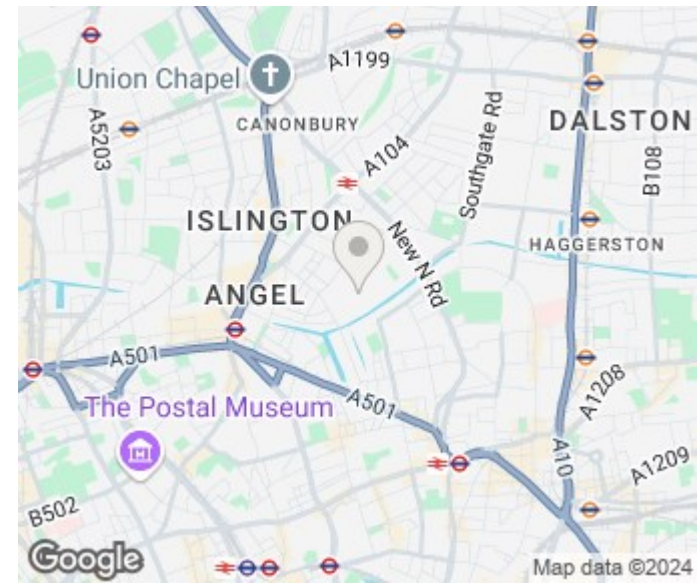 A1199
Union Chapel
A5203
CANONBURY
A104
Southgate Rd
DALSTON
B108
ISLINGTON
New N Rd
HAGGERSTON
ANGEL
A501
A501
A1208
The Postal Museum
A10
A1209
B502
Google
Map data ©2024